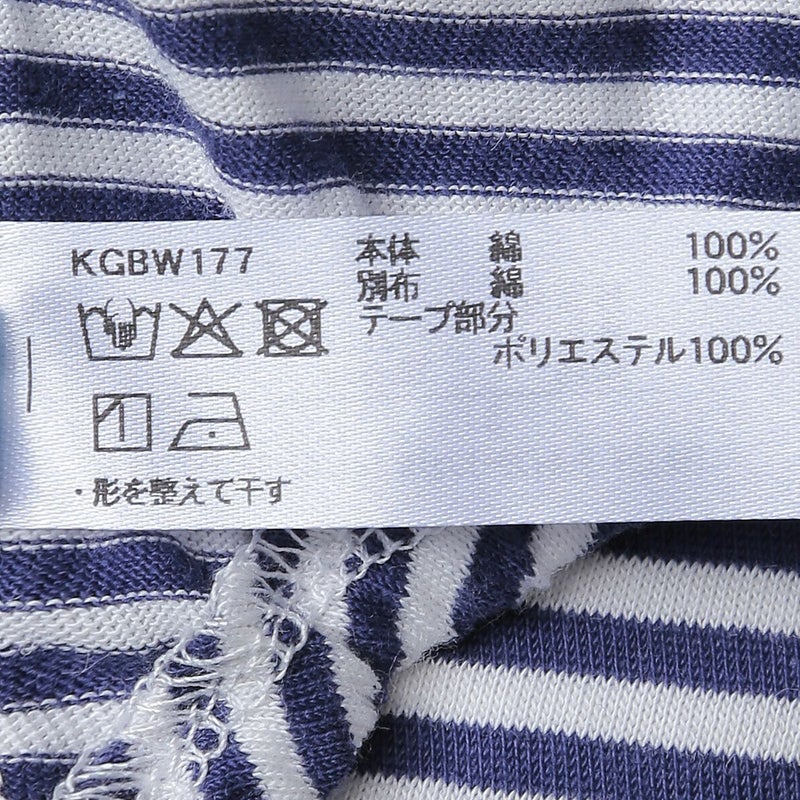 KGBW177
本体 綿 100%
別布 綿 100%
テープ部分
ポリエステル100%
・形を整えて干す